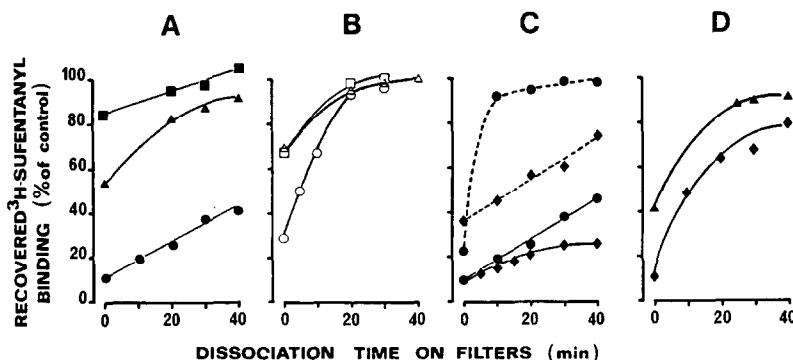 A B C D
RECOVERED ³H-SUFENTANYL
BINDING (% of control)
100
80
60
40
20
0
0 20 40 0 20 40 0 20 40 0 20 40
DISSOCIATION TIME ON FILTERS (min)